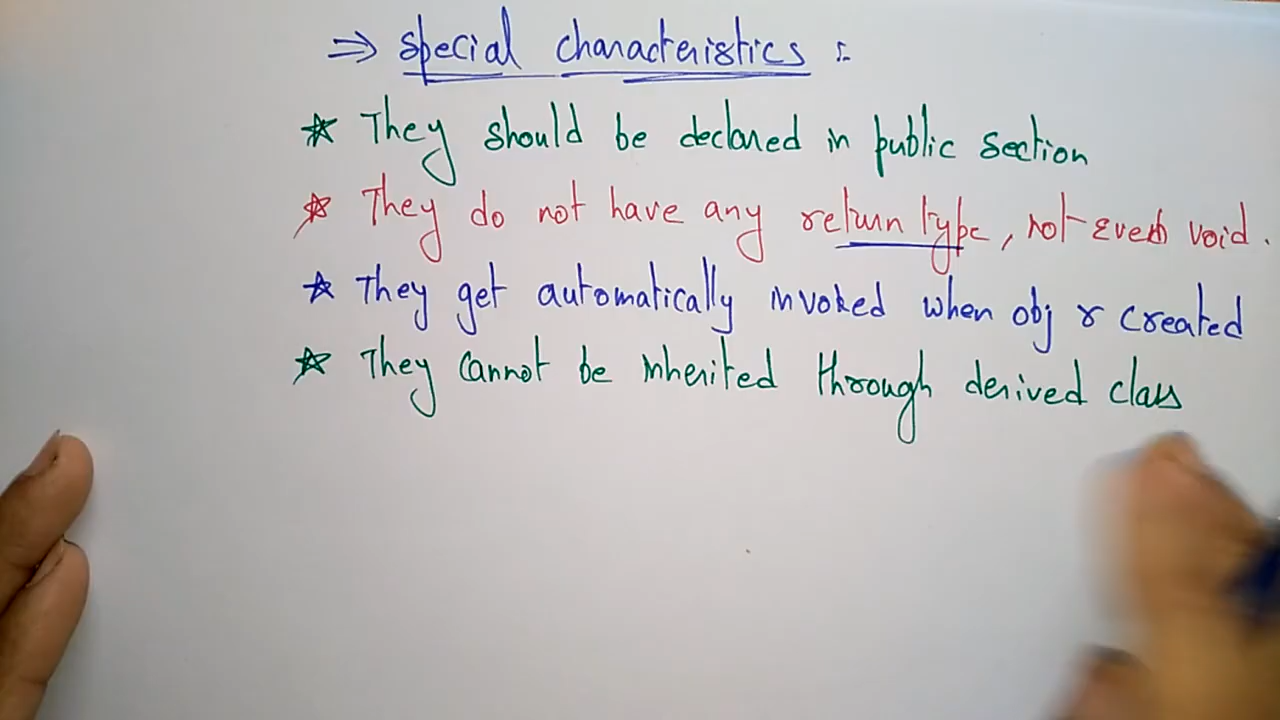 ⇒ special characteristics :-
☆ They should be declared in public section
☆ They do not have any return type, not even void.
☆ They get automatically invoked when obj r created
☆ They cannot be inherited through derived class